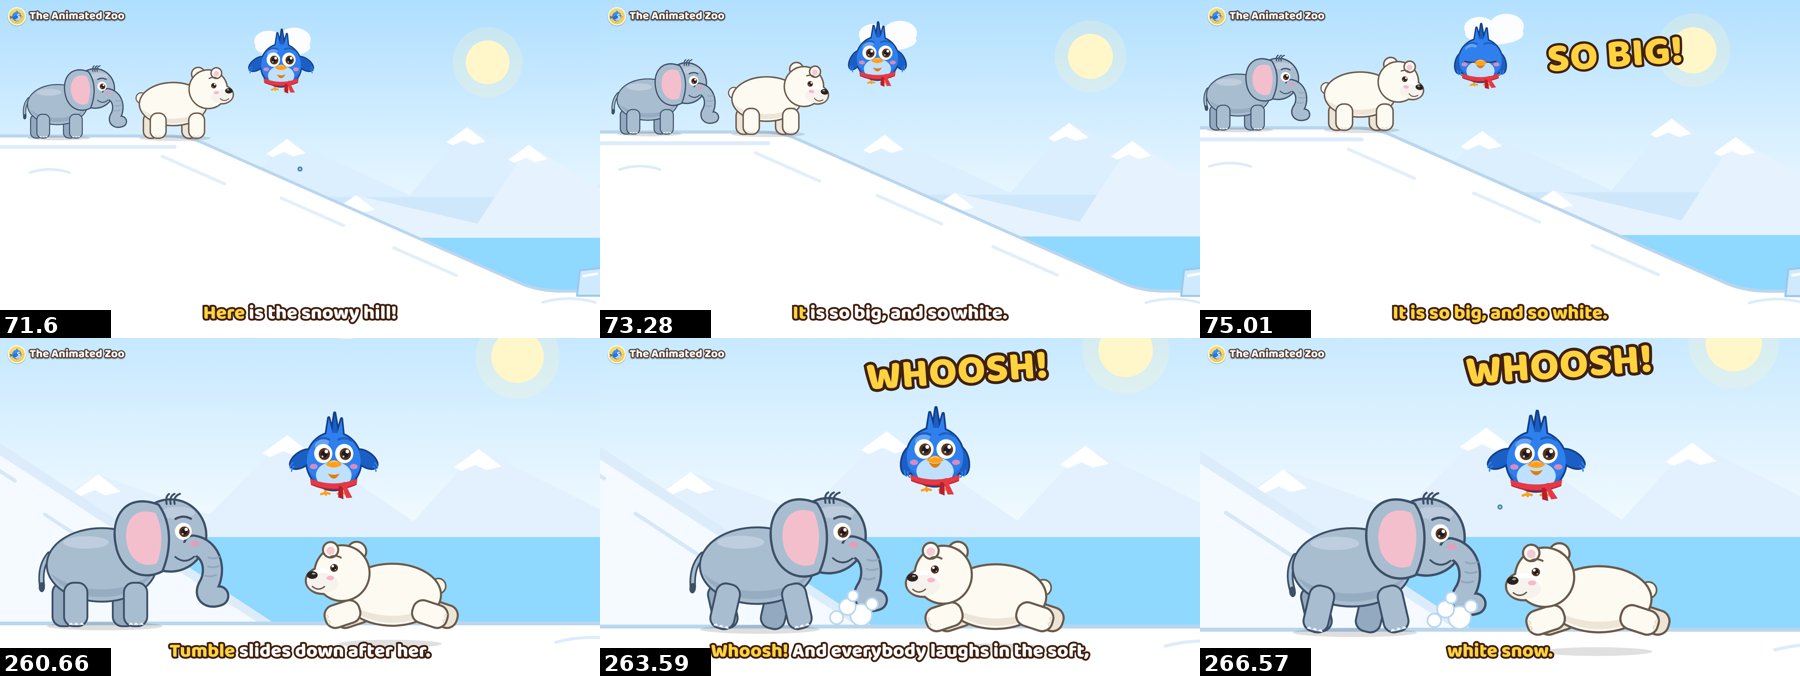 The Animated Zoo
Here is the snowy hill!
71.6
The Animated Zoo
It is so big, and so white.
73.28
The Animated Zoo
SO BIG!
It is so big, and so white.
75.01
The Animated Zoo
Tumble slides down after her.
260.66
The Animated Zoo
WHOOSH!
Whoosh! And everybody laughs in the soft,
263.59
The Animated Zoo
WHOOSH!
white snow.
266.57